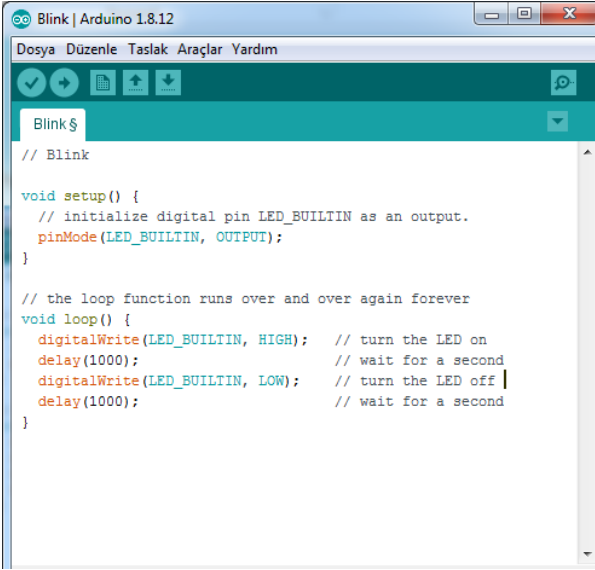 Blink | Arduino 1.8.12
Dosya Düzenle Taslak Araçlar Yardım
Blink §
// Blink
void setup() {
  // initialize digital pin LED_BUILTIN as an output.
  pinMode(LED_BUILTIN, OUTPUT);
}
// the loop function runs over and over again forever
void loop() {
  digitalWrite(LED_BUILTIN, HIGH);   // turn the LED on
  delay(1000);                       // wait for a second
  digitalWrite(LED_BUILTIN, LOW);    // turn the LED off
  delay(1000);                       // wait for a second
}